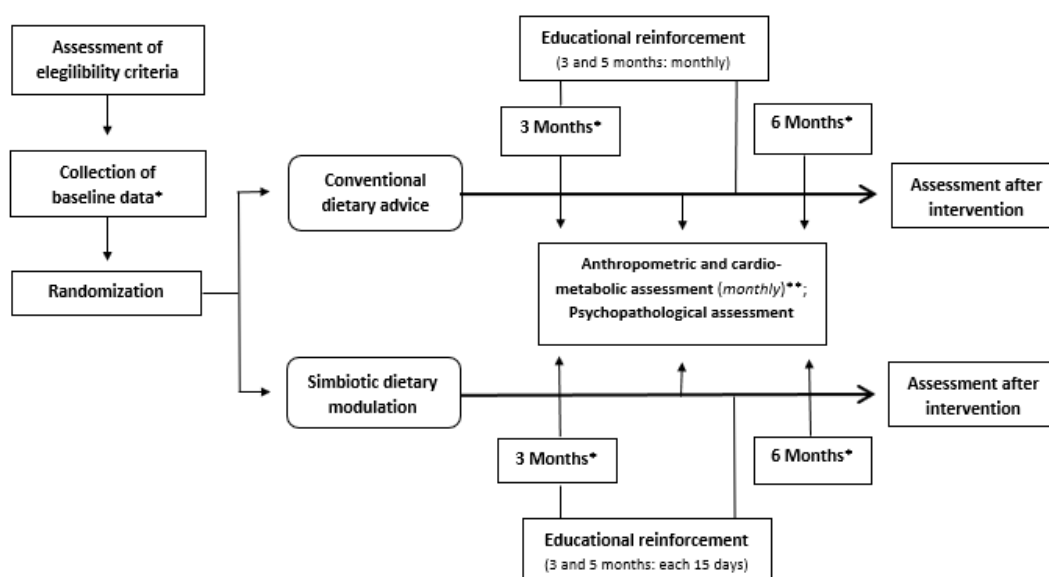 Assessment of
elegilibility criteria
Collection of
baseline data*
Randomization
Educational reinforcement
(3 and 5 months: monthly)
3 Months*
6 Months*
Conventional
dietary advice
Assessment after
intervention
Anthropometric and cardio-
metabolic assessment (monthly)**;
Psychopathological assessment
Simbiotic dietary
modulation
Assessment after
intervention
3 Months*
6 Months*
Educational reinforcement
(3 and 5 months: each 15 days)